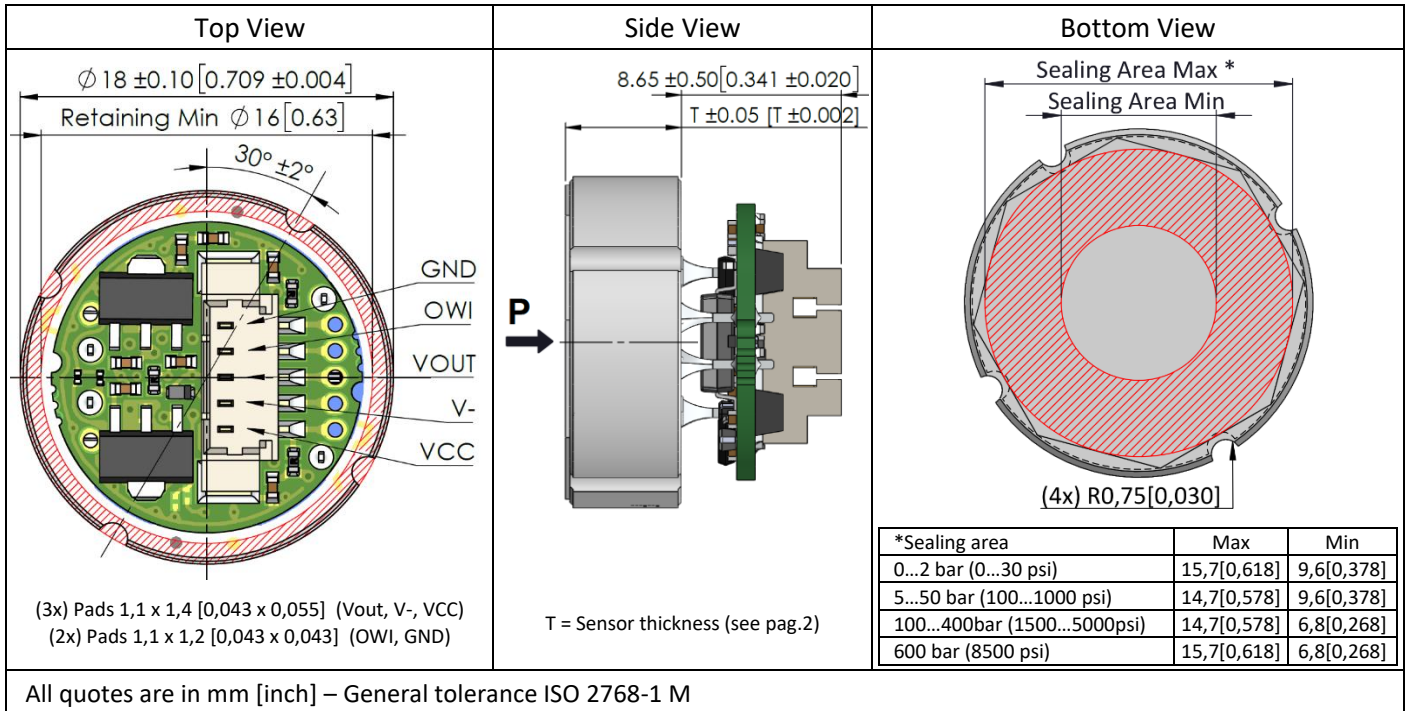 Top View
Side View
Bottom View
∅ 18 ±0.10[0.709 ±0.004]
Retaining Min ∅ 16[0.63]
30° ±2°
GND
OWI
VOUT
V-
VCC
(3x) Pads 1,1 x 1,4 [0,043 x 0,055] (Vout, V-, VCC)
(2x) Pads 1,1 x 1,2 [0,043 x 0,043] (OWI, GND)
8.65 ±0.50[0.341 ±0.020]
T ±0.05 [T ±0.002]
P
T = Sensor thickness (see pag.2)
Sealing Area Max *
Sealing Area Min
(4x) R0,75[0,030]
*Sealing area Max Min
0...2 bar (0...30 psi) 15,7[0,618] 9,6[0,378]
5...50 bar (100...1000 psi) 14,7[0,578] 9,6[0,378]
100...400bar (1500...5000psi) 14,7[0,578] 6,8[0,268]
600 bar (8500 psi) 15,7[0,618] 6,8[0,268]
All quotes are in mm [inch] – General tolerance ISO 2768-1 M